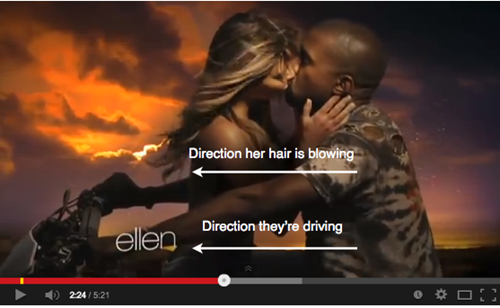 Direction her hair is blowing
Direction they're driving
ellen
2:24 / 5:21